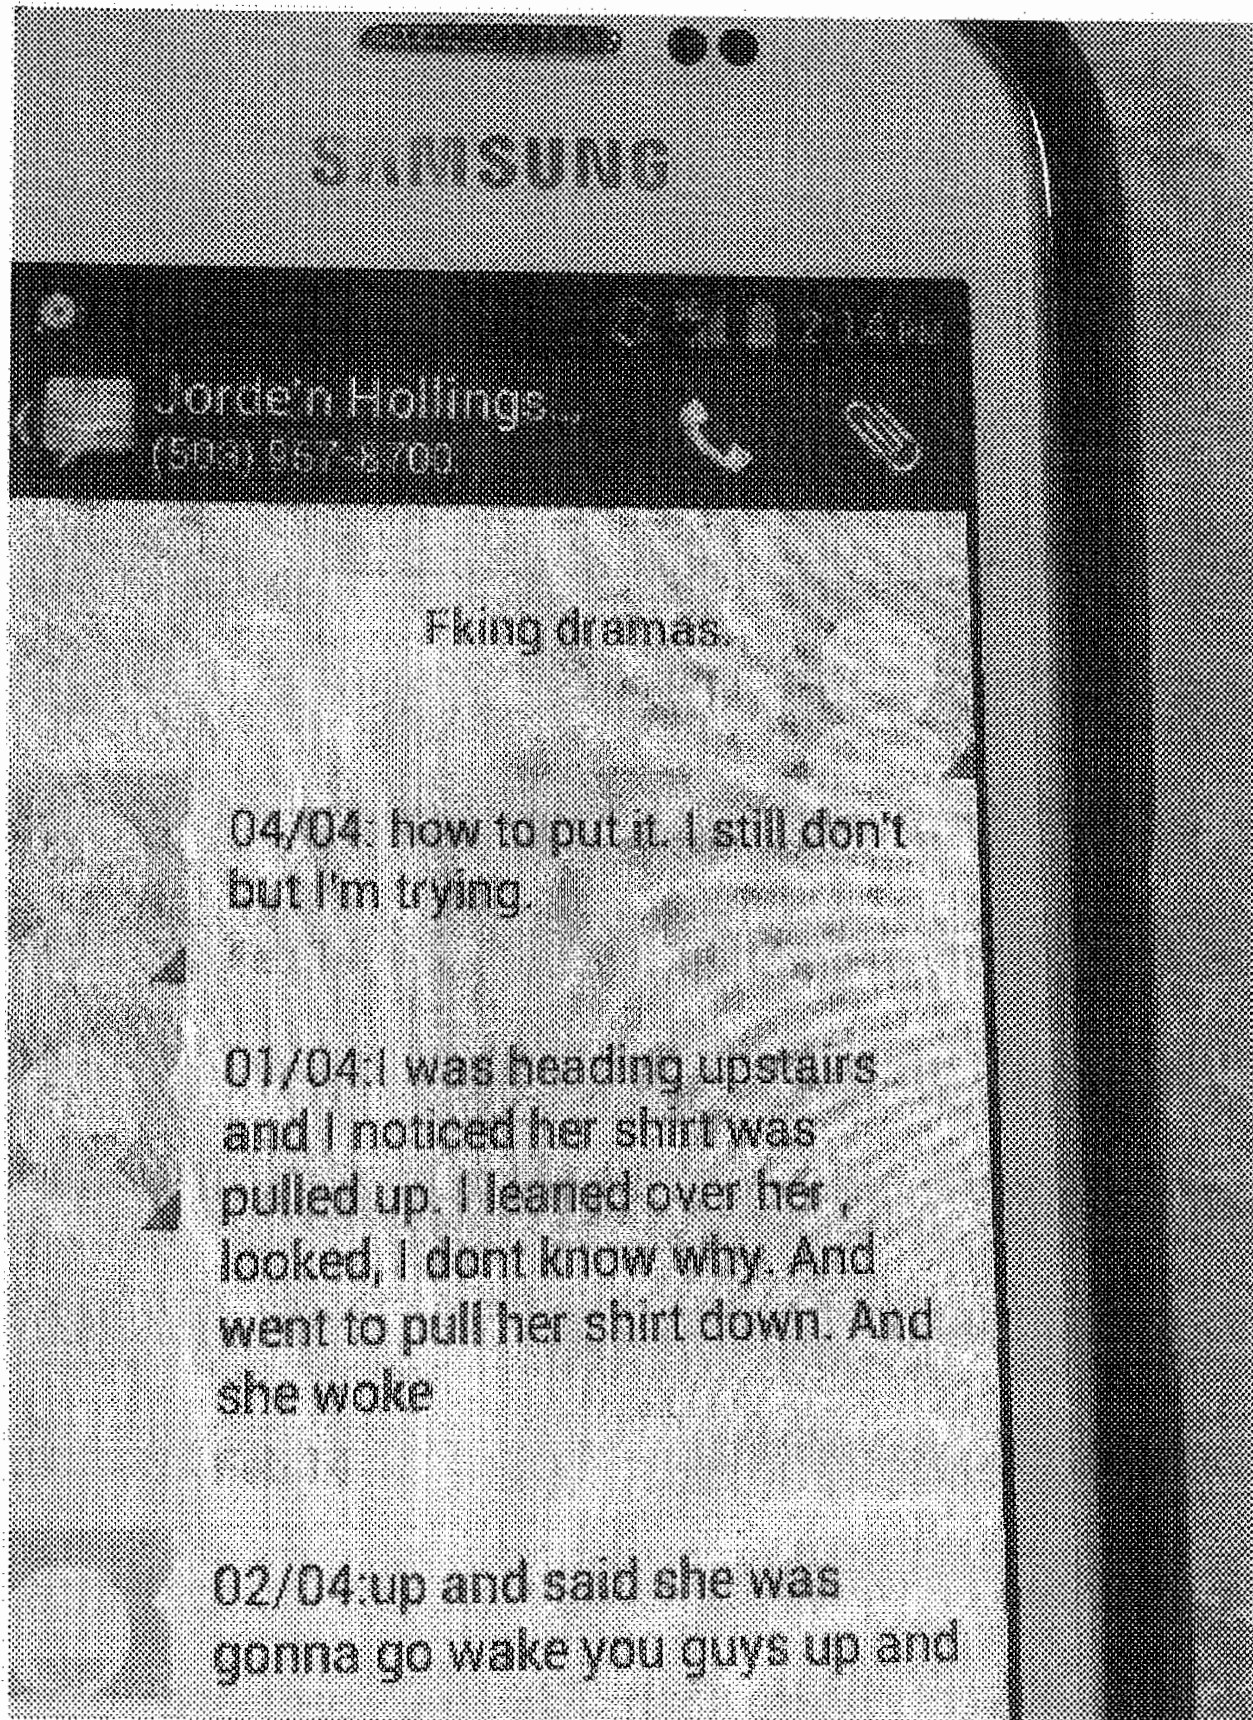 SAMSUNG
2:14 PM
Jorde'n Hollings...
Fking dramas.
04/04: how to put it. I still don't
but I'm trying.
01/04:I was heading upstairs
and I noticed her shirt was
pulled up. I leaned over her ,
looked, I dont know why. And
went to pull her shirt down. And
she woke
02/04:up and said she was
gonna go wake you guys up and